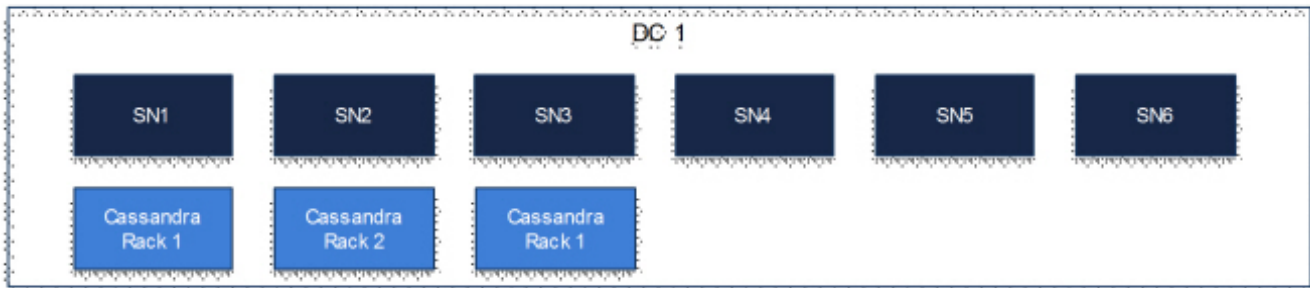 DC 1
SN1
SN2
SN3
SN4
SN5
SN6
Cassandra
Rack 1
Cassandra
Rack 2
Cassandra
Rack 1